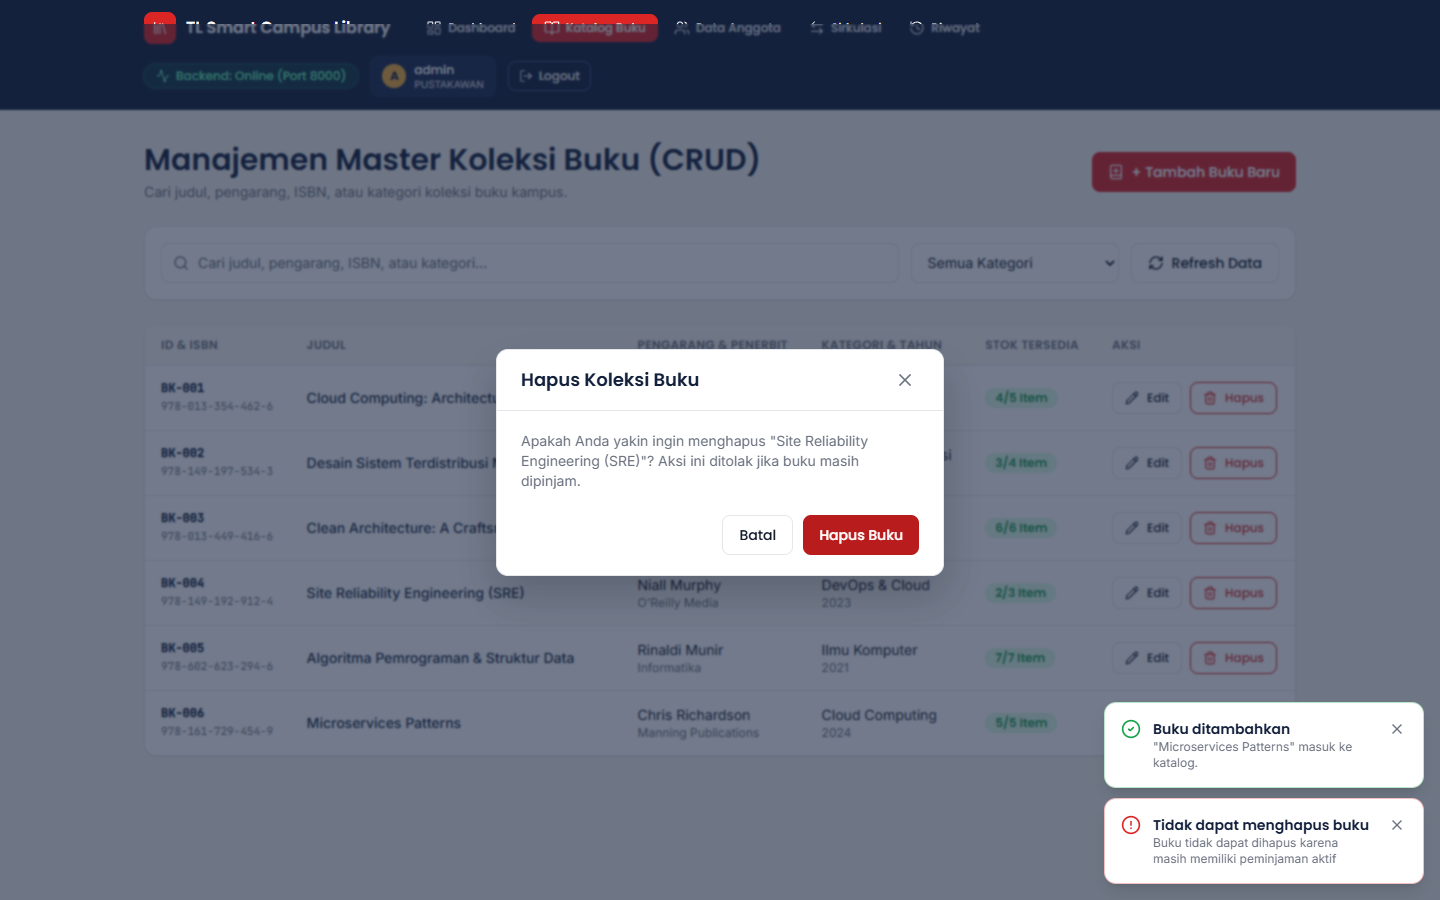 TL Smart Campus Library
Dashboard
Katalog Buku
Data Anggota
Sirkulasi
Riwayat
Backend: Online (Port 8000)
A
admin
PUSTAKAWAN
Logout
Manajemen Master Koleksi Buku (CRUD)
Cari judul, pengarang, ISBN, atau kategori koleksi buku kampus.
+ Tambah Buku Baru
Cari judul, pengarang, ISBN, atau kategori...
Semua Kategori
Refresh Data
ID & ISBN JUDUL PENGARANG & PENERBIT KATEGORI & TAHUN STOK TERSEDIA AKSI
BK-001
978-013-354-462-6
Cloud Computing:
4/5 Item
Edit
Hapus
BK-002
978-149-197-534-3
Desain Sistem Terdistribusi
3/4 Item
Edit
Hapus
BK-003
978-013-449-416-6
Clean Architecture: A
6/6 Item
Edit
Hapus
Hapus Koleksi Buku
Apakah Anda yakin ingin menghapus "Site Reliability
Engineering (SRE)"? Aksi ini ditolak jika buku masih
dipinjam.
Batal
Hapus Buku
BK-004
978-149-192-912-4
Site Reliability Engineering (SRE)
Niall Murphy
O'Reilly Media
DevOps & Cloud
2023
2/3 Item
Edit
Hapus
BK-005
978-602-623-294-6
Algoritma Pemrograman & Struktur Data
Rinaldi Munir
Informatika
Ilmu Komputer
2021
7/7 Item
Edit
Hapus
BK-006
978-161-729-454-9
Microservices Patterns
Chris Richardson
Manning Publications
Cloud Computing
2024
5/5 Item
Buku ditambahkan
"Microservices Patterns" masuk ke
katalog.
Tidak dapat menghapus buku
Buku tidak dapat dihapus karena
masih memiliki peminjaman aktif